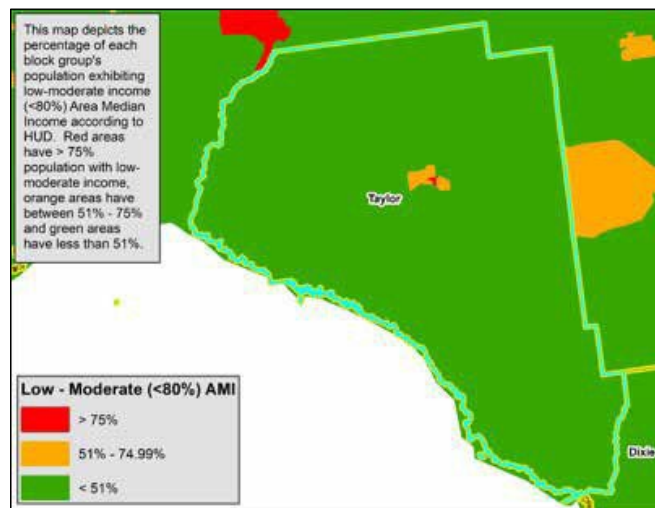 This map depicts the
percentage of each
block group's
population exhibiting
low-moderate income
(<80%) Area Median
Income according to
HUD. Red areas
have > 75%
population with low-
moderate income,
orange areas have
between 51% - 75%
and green areas
have less than 51%.
Taylor
Low - Moderate (<80%) AMI
> 75%
51% - 74.99%
< 51%
Dixie